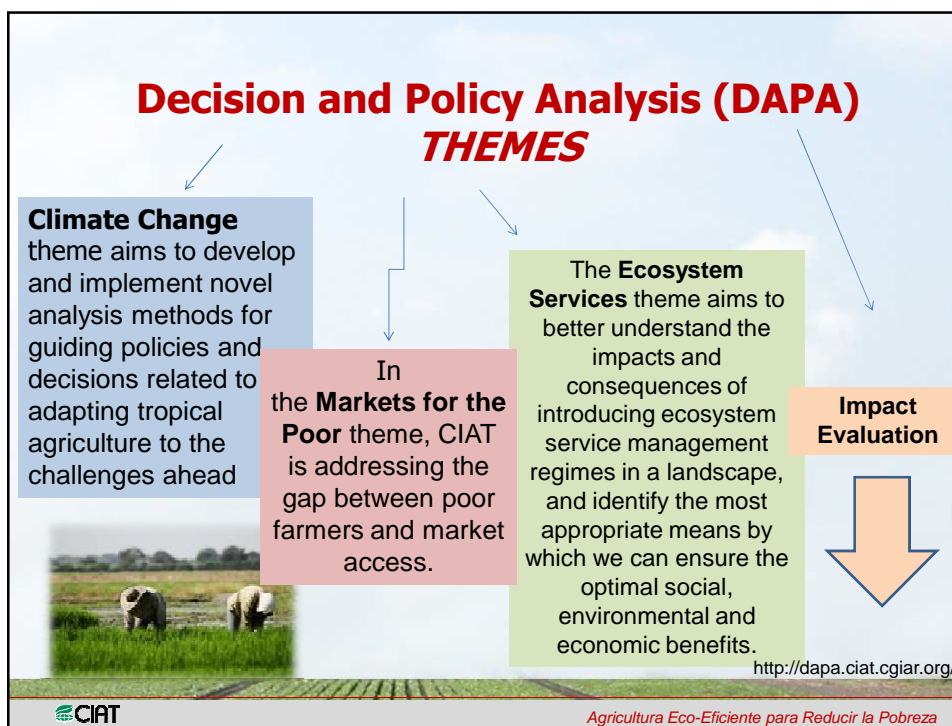 Decision and Policy Analysis (DAPA)
THEMES
Climate Change
theme aims to develop
and implement novel
analysis methods for
guiding policies and
decisions related to
adapting tropical
agriculture to the
challenges ahead
In
the Markets for the
Poor theme, CIAT
is addressing the
gap between poor
farmers and market
access.
The Ecosystem
Services theme aims to
better understand the
impacts and
consequences of
introducing ecosystem
service management
regimes in a landscape,
and identify the most
appropriate means by
which we can ensure the
optimal social,
environmental and
economic benefits.
Impact
Evaluation
http://dapa.ciat.cgiar.org/
CIAT
Agricultura Eco-Eficiente para Reducir la Pobreza